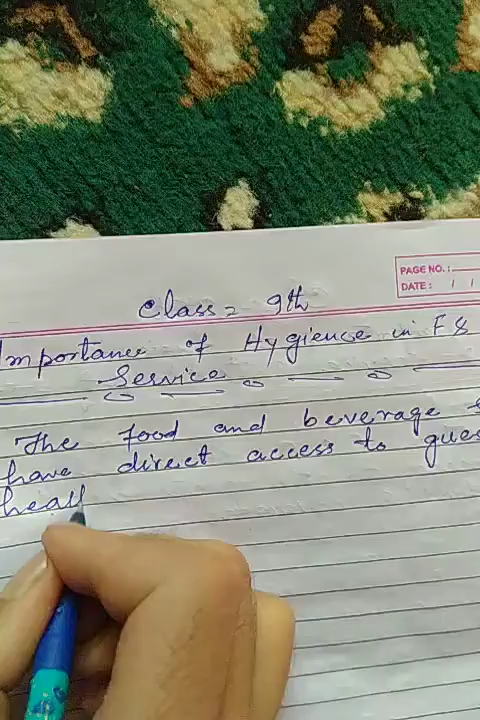 PAGE NO.:
DATE: / /
Class = 9th
Importance of Hygience in F&
Service
The food and beverage
have direct access to gues
heal